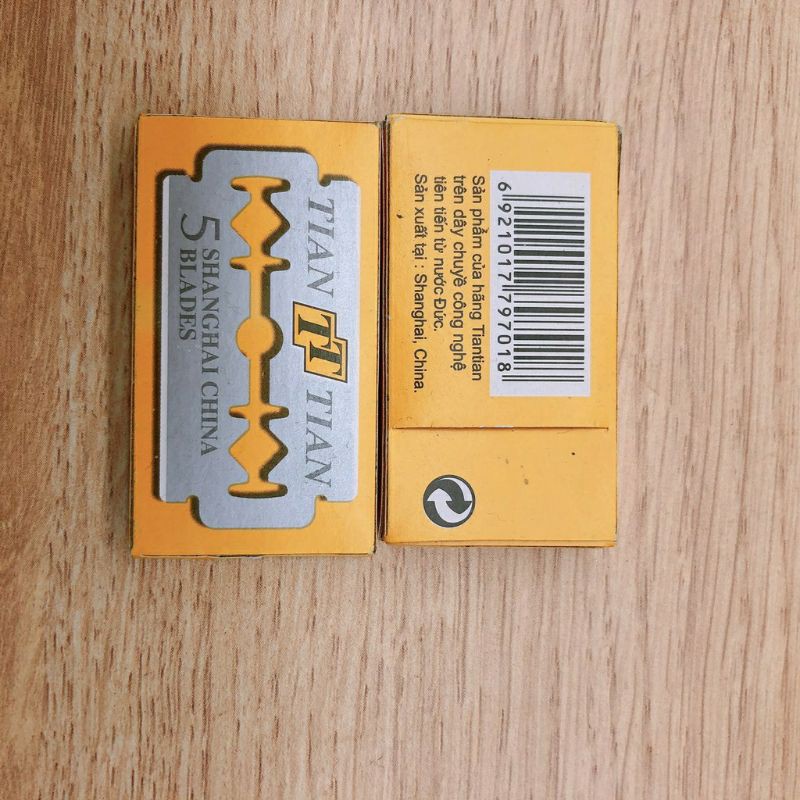 TIAN TT TIAN
SHANGHAI CHINA
5 BLADES
6 921017 797018
Sản phẩm của hãng Tiantian
trên dây chuyề công nghệ
tiên tiến từ nước Đức.
Sản xuất tại : Shanghai, China.